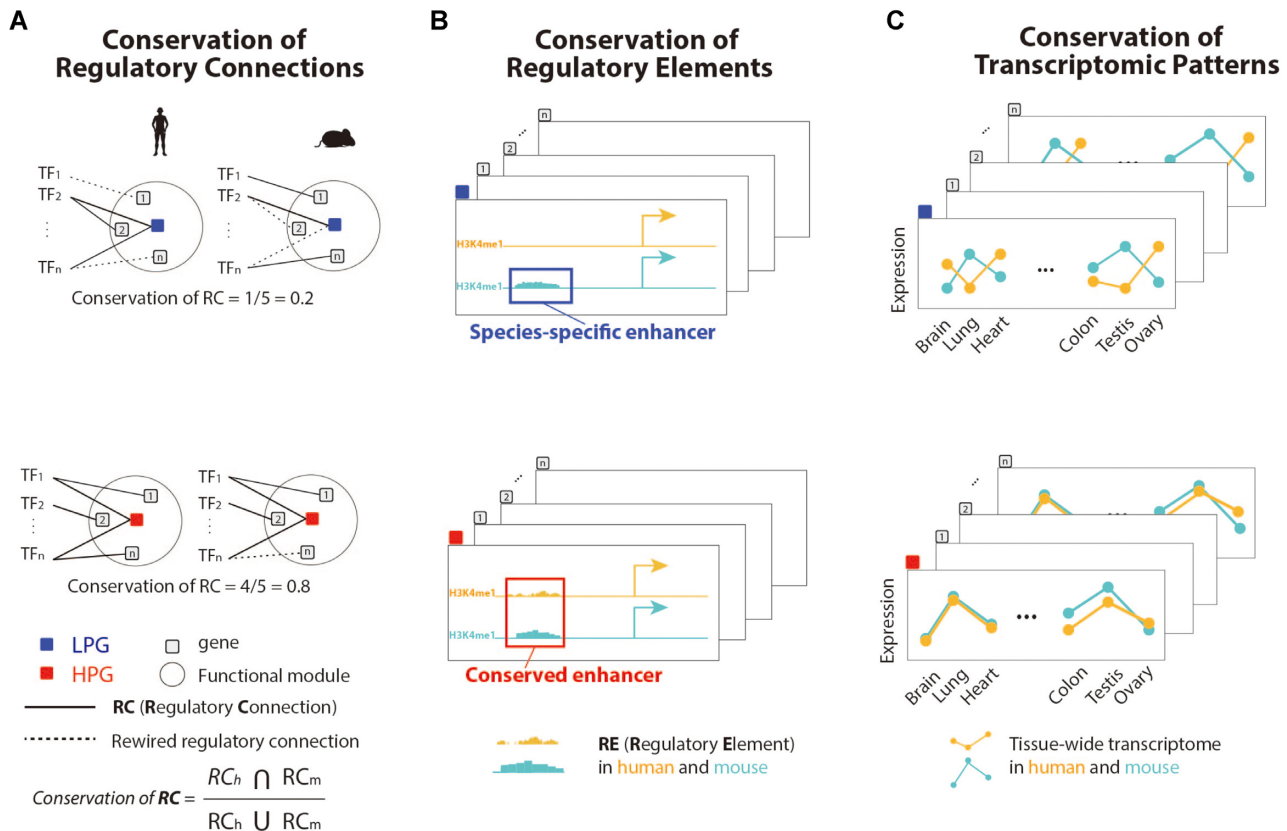 A
Conservation of
Regulatory Connections
TF1
TF2
⋮
TFn
1
2
n
TF1
TF2
⋮
TFn
1
2
n
Conservation of RC = 1/5 = 0.2
TF1
TF2
⋮
TFn
1
2
n
TF1
TF2
⋮
TFn
1
2
n
Conservation of RC = 4/5 = 0.8
LPG
gene
HPG
Functional module
RC (Regulatory Connection)
Rewired regulatory connection
Conservation of RC =
RCh ⋂ RCm
RCh ⋃ RCm
B
Conservation of
Regulatory Elements
n
...
2
1
H3K4me1
H3K4me1
Species-specific enhancer
n
...
2
1
H3K4me1
H3K4me1
Conserved enhancer
RE (Regulatory Element)
in human and mouse
C
Conservation of
Transcriptomic Patterns
n
...
2
1
...
...
Expression
Brain
Lung
Heart
Colon
Testis
Ovary
n
...
2
1
...
...
Expression
Brain
Lung
Heart
Colon
Testis
Ovary
Tissue-wide transcriptome
in human and mouse